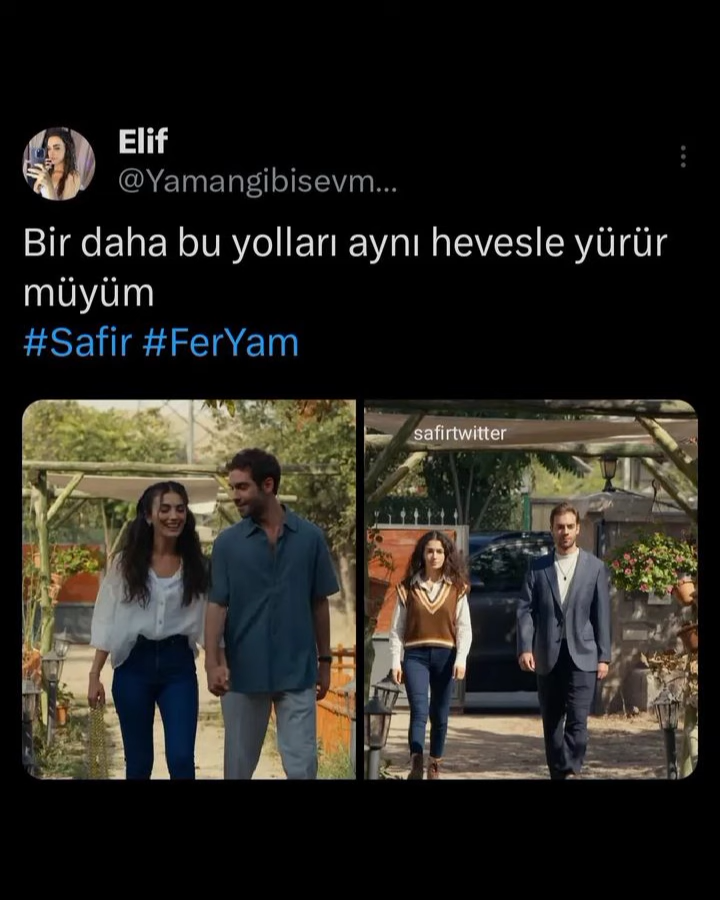 Elif
@Yamangibisevm...
Bir daha bu yolları aynı hevesle yürür
müyüm
#Safir #FerYam
safirtwitter